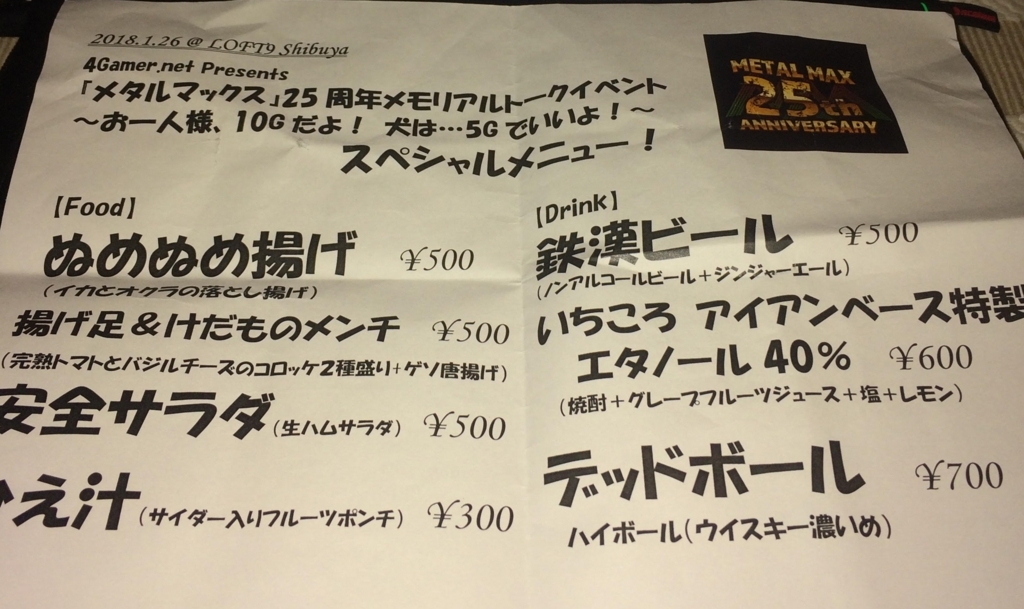 2018.1.26 @ LOFT9 Shibuya
4Gamer.net Presents
「メタルマックス」25周年メモリアルトークイベント
～お一人様、10Gだよ！ 犬は…5Gでいいよ！～
スペシャルメニュー！
METAL MAX
25th
ANNIVERSARY
【Food】
ぬめぬめ揚げ ¥500
(イカとオクラの落とし揚げ)
揚げ足＆けだものメンチ ¥500
(完熟トマトとバジルチーズのコロッケ2種盛り+ゲソ唐揚げ)
安全サラダ(生ハムサラダ) ¥500
え汁(サイダー入りフルーツポンチ) ¥300
【Drink】
鉄漢ビール ¥500
(ノンアルコールビール＋ジンジャーエール)
いちころ アイアンベース特製
エタノール 40% ¥600
(焼酎＋グレープフルーツジュース＋塩＋レモン)
デッドボール ¥700
ハイボール(ウイスキー濃いめ)